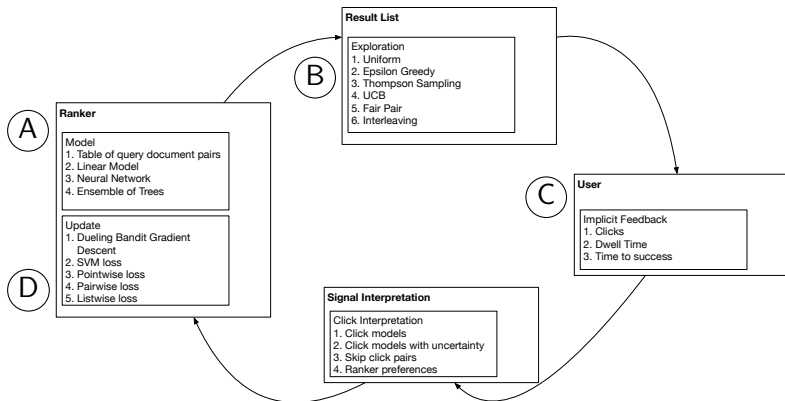 Result List
Exploration
1. Uniform
2. Epsilon Greedy
3. Thompson Sampling
4. UCB
5. Fair Pair
6. Interleaving
B
A
Ranker
Model
1. Table of query document pairs
2. Linear Model
3. Neural Network
4. Ensemble of Trees
Update
1. Dueling Bandit Gradient
Descent
2. SVM loss
3. Pointwise loss
4. Pairwise loss
5. Listwise loss
D
C
User
Implicit Feedback
1. Clicks
2. Dwell Time
3. Time to success
Signal Interpretation
Click Interpretation
1. Click models
2. Click models with uncertainty
3. Skip click pairs
4. Ranker preferences